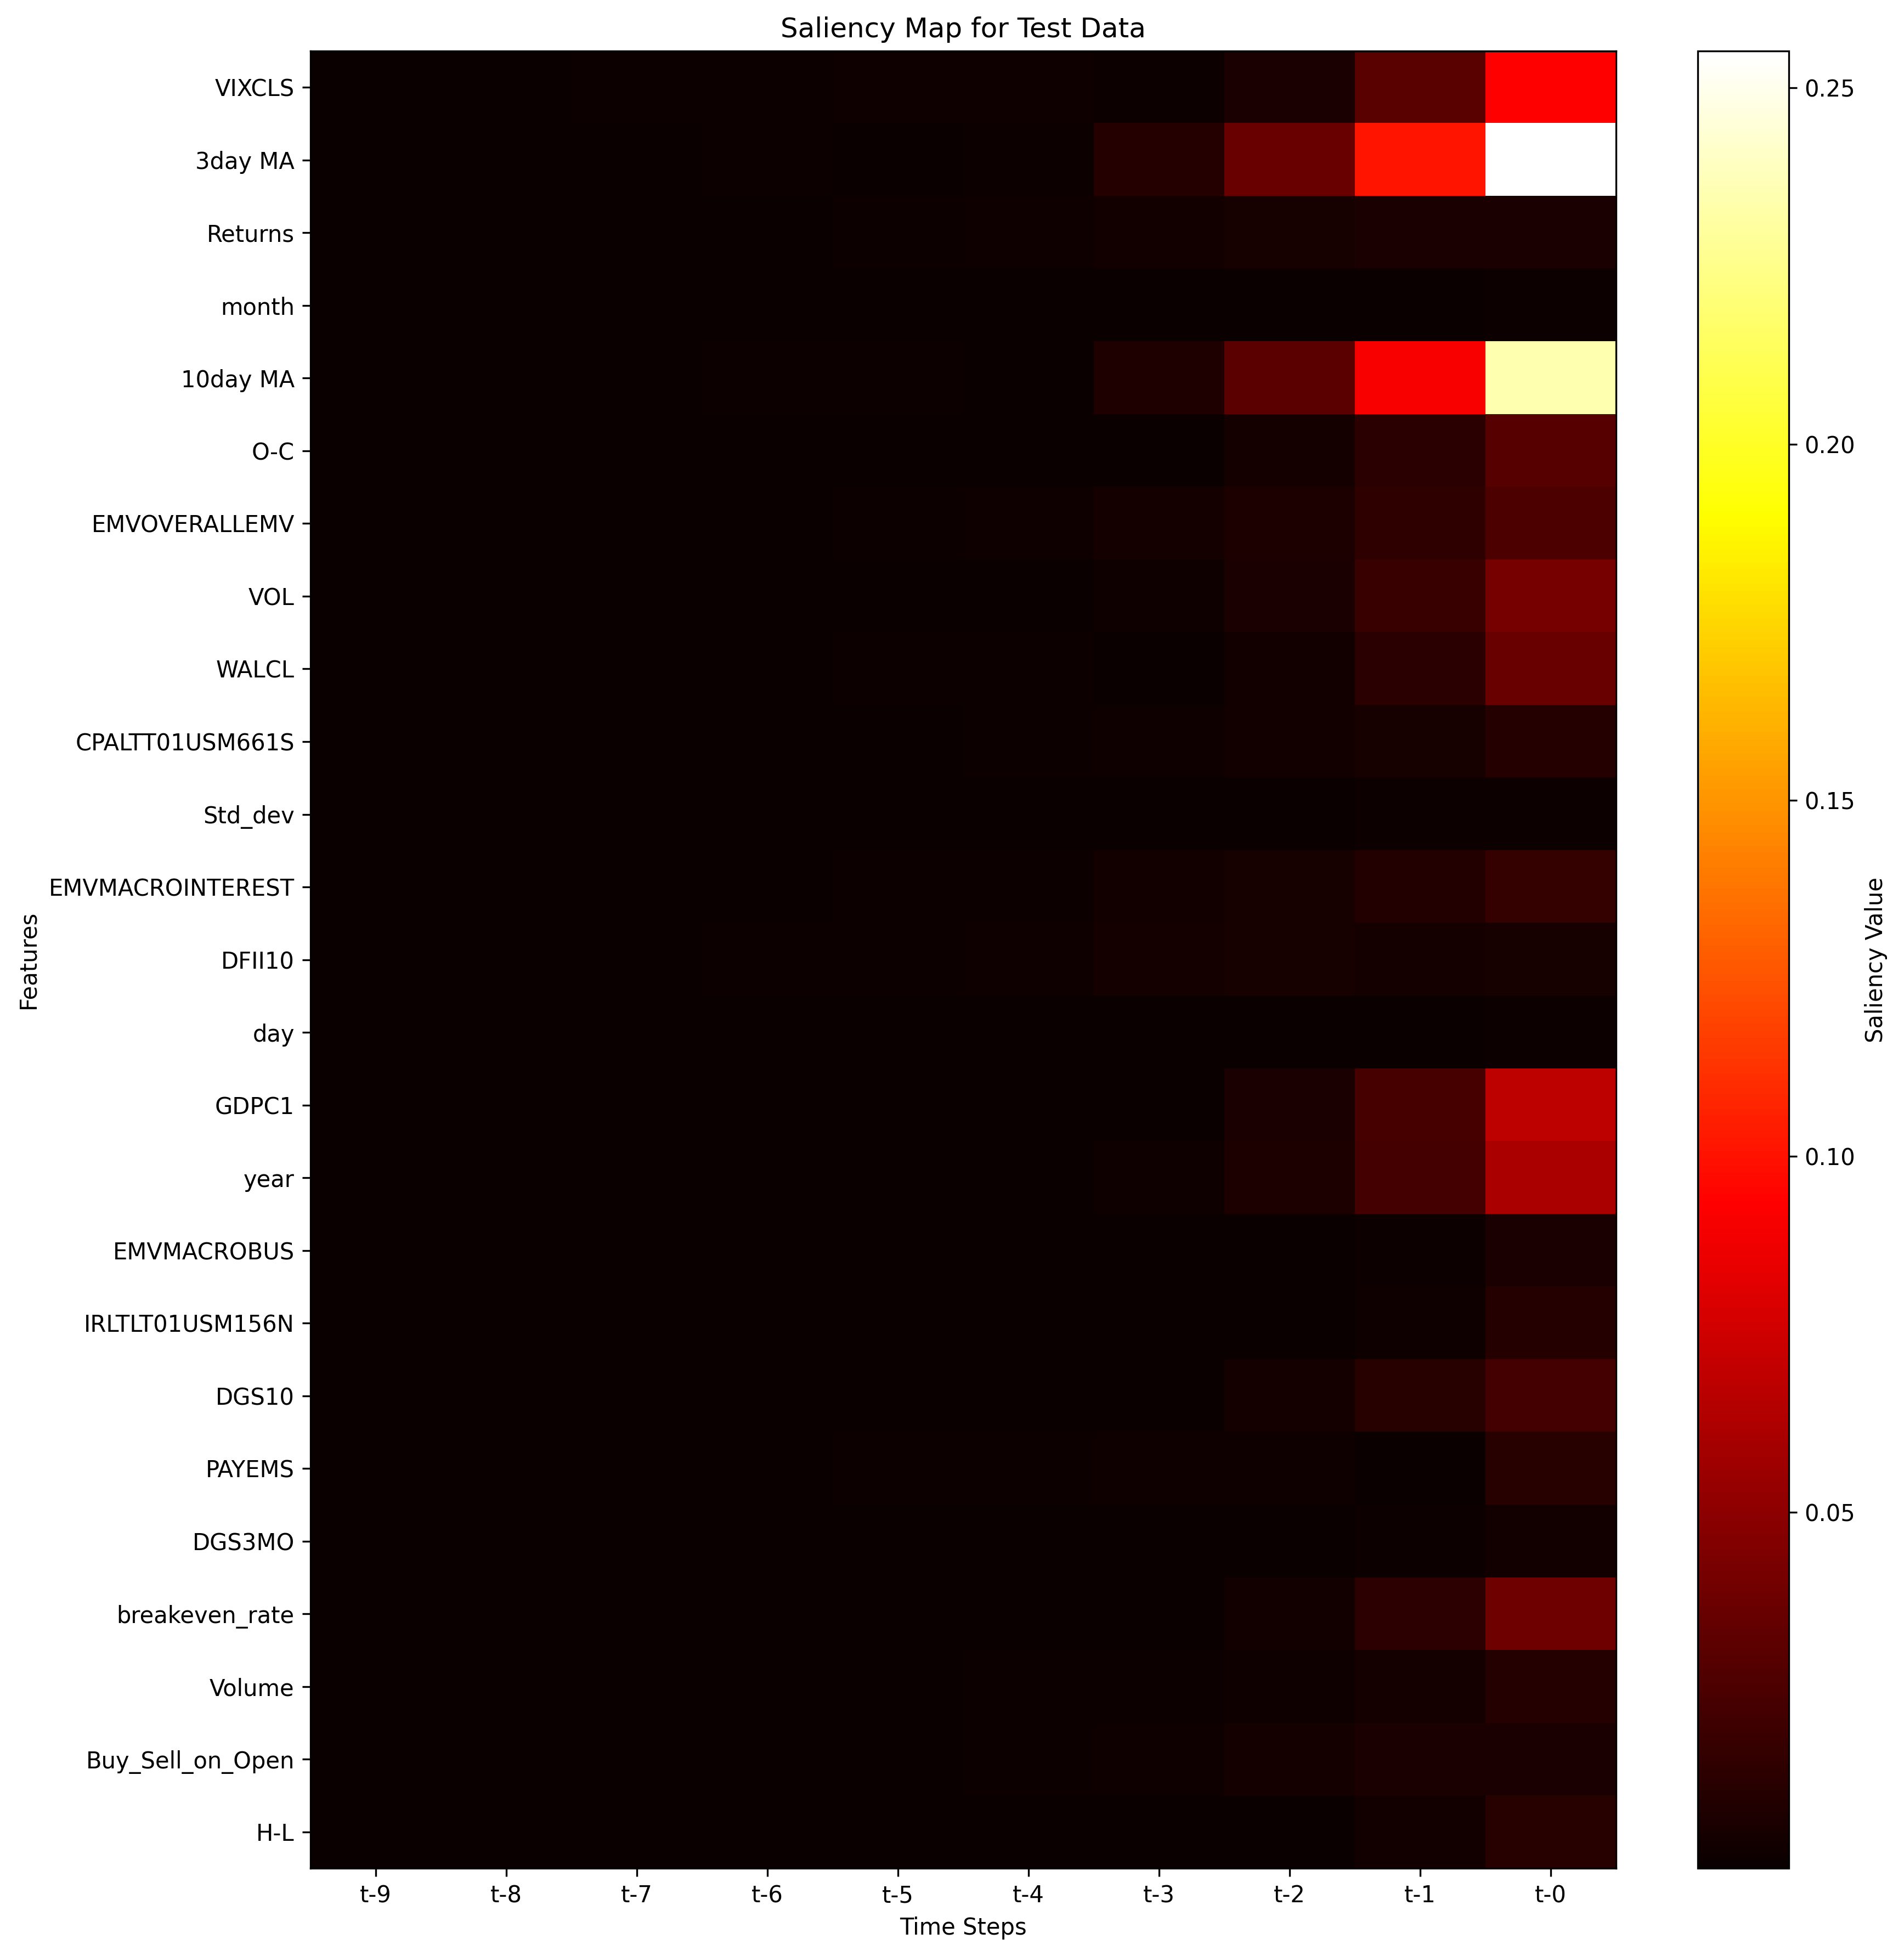 Saliency Map for Test Data
VIXCLS
3day MA
Returns
month
10day MA
O-C
EMVOVERALLEMV
VOL
WALCL
CPALTT01USM661S
Std_dev
EMVMACROINTEREST
DFII10
day
GDPC1
year
EMVMACROBUS
IRLTLT01USM156N
DGS10
PAYEMS
DGS3MO
breakeven_rate
Volume
Buy_Sell_on_Open
H-L
Features
t-9 t-8 t-7 t-6 t-5 t-4 t-3 t-2 t-1 t-0
Time Steps
0.25
0.20
0.15
0.10
0.05
Saliency Value